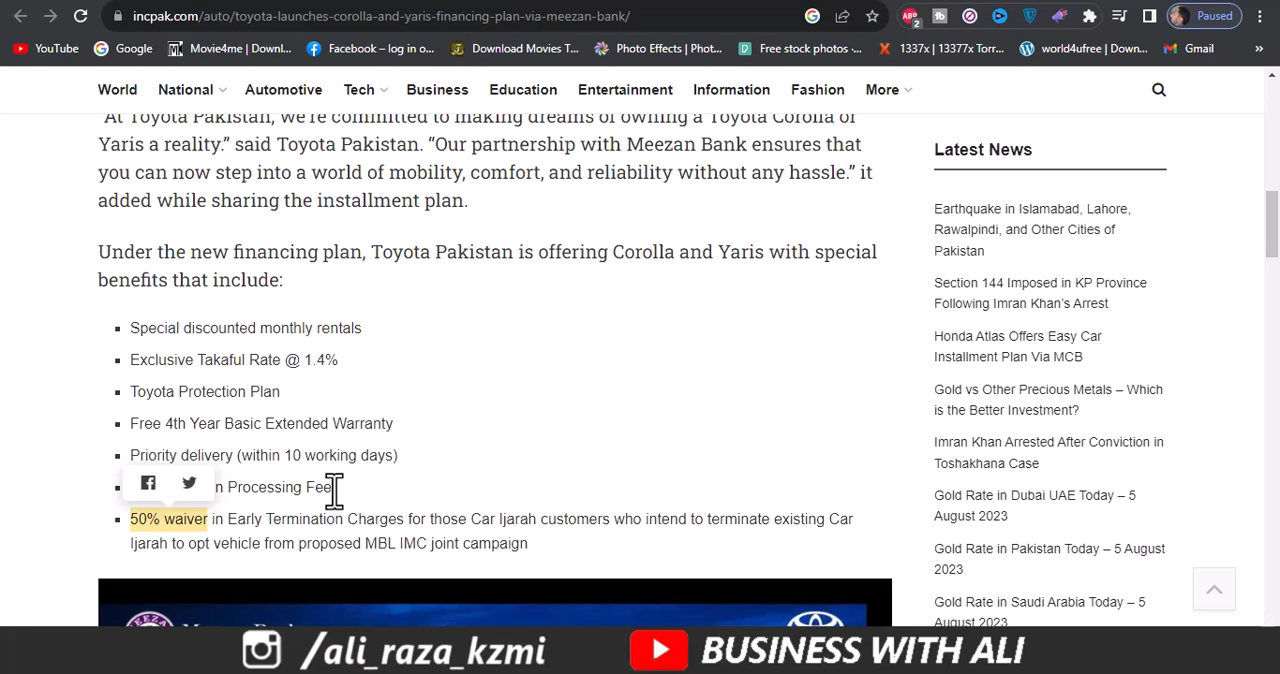 incpak.com/auto/toyota-launches-corolla-and-yaris-financing-plan-via-meezan-bank/
ABP 2 Paused
YouTube Google Movie4me | Downl... Facebook – log in o... Download Movies T... Photo Effects | Phot... Free stock photos -... 1337x | 13377x Torr... world4ufree | Down... Gmail »
World National Automotive Tech Business Education Entertainment Information Fashion More
"At Toyota Pakistan, we're committed to making dreams of owning a Toyota Corolla or
Yaris a reality.” said Toyota Pakistan. “Our partnership with Meezan Bank ensures that
you can now step into a world of mobility, comfort, and reliability without any hassle.” it
added while sharing the installment plan.
Under the new financing plan, Toyota Pakistan is offering Corolla and Yaris with special
benefits that include:
Special discounted monthly rentals
Exclusive Takaful Rate @ 1.4%
Toyota Protection Plan
Free 4th Year Basic Extended Warranty
Priority delivery (within 10 working days)
n Processing Fee
50% waiver in Early Termination Charges for those Car Ijarah customers who intend to terminate existing Car
Ijarah to opt vehicle from proposed MBL IMC joint campaign
Latest News
Earthquake in Islamabad, Lahore,
Rawalpindi, and Other Cities of
Pakistan
Section 144 Imposed in KP Province
Following Imran Khan’s Arrest
Honda Atlas Offers Easy Car
Installment Plan Via MCB
Gold vs Other Precious Metals – Which
is the Better Investment?
Imran Khan Arrested After Conviction in
Toshakhana Case
Gold Rate in Dubai UAE Today – 5
August 2023
Gold Rate in Pakistan Today – 5 August
2023
Gold Rate in Saudi Arabia Today – 5
August 2023
/ali_raza_kzmi BUSINESS WITH ALI